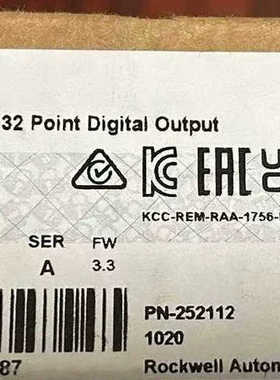 32 Point Digital Output
EAC
KCC-REM-RAA-1756-
SER FW
A 3.3
PN-252112
1020
87 Rockwell Autom